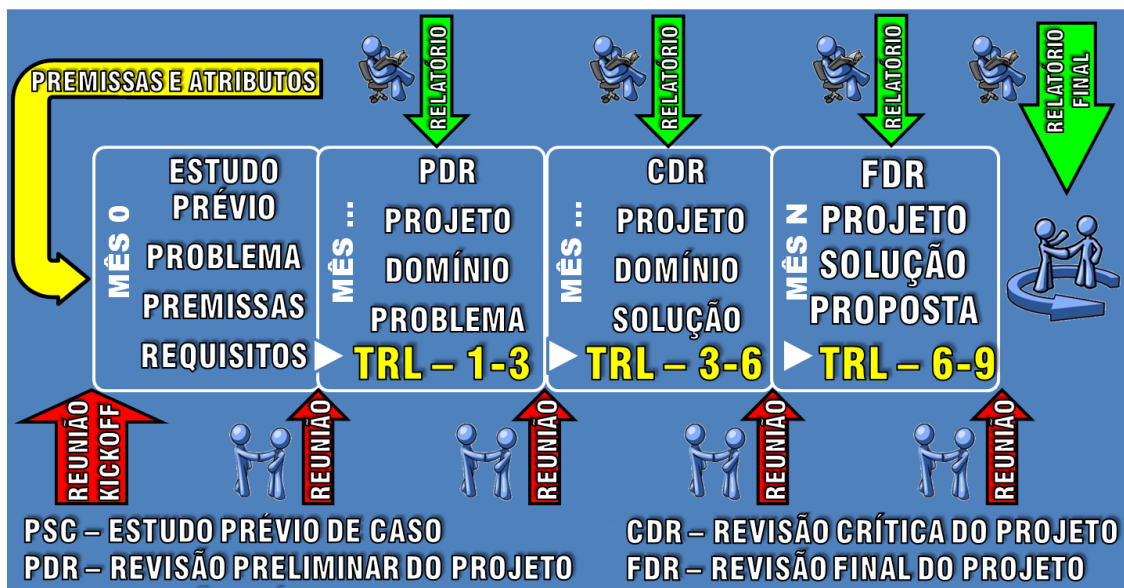 PREMISSAS E ATRIBUTOS
RELATÓRIO
RELATÓRIO
RELATÓRIO
RELATÓRIO
FINAL
MÊS 0
ESTUDO
PRÉVIO
PROBLEMA
PREMISSAS
REQUISITOS
MÊS ...
PDR
PROJETO
DOMÍNIO
PROBLEMA
TRL – 1-3
MÊS ...
CDR
PROJETO
DOMÍNIO
SOLUÇÃO
TRL – 3-6
MÊS N
FDR
PROJETO
SOLUÇÃO
PROPOSTA
TRL – 6-9
REUNIÃO
KICKOFF
REUNIÃO
REUNIÃO
REUNIÃO
REUNIÃO
PSC – ESTUDO PRÉVIO DE CASO
PDR – REVISÃO PRELIMINAR DO PROJETO
CDR – REVISÃO CRÍTICA DO PROJETO
FDR – REVISÃO FINAL DO PROJETO